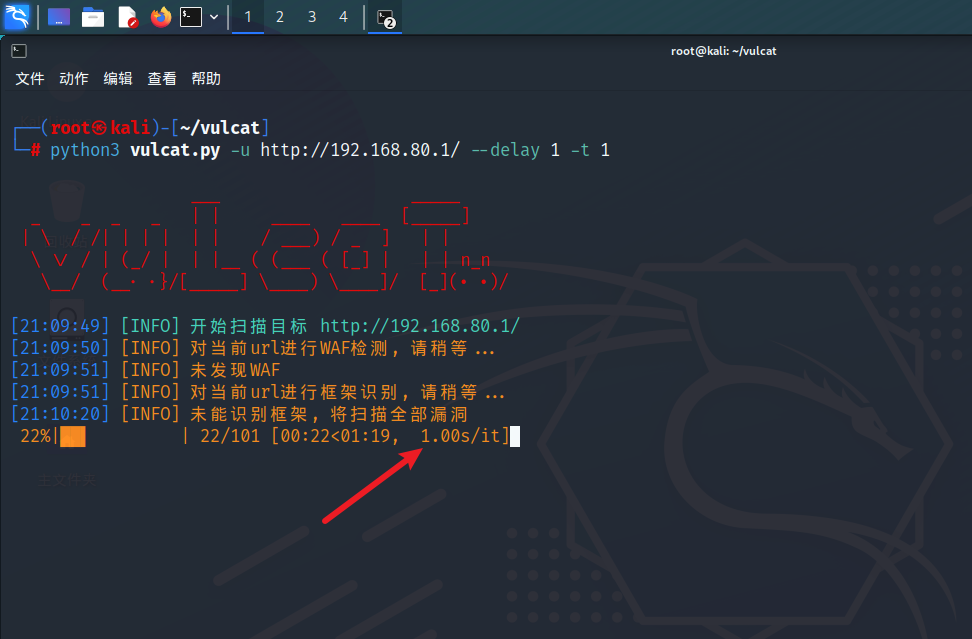 1 2 3 4 2
root@kali: ~/vulcat
文件 动作 编辑 查看 帮助
┌──(root㉿kali)-[~/vulcat]
└─# python3 vulcat.py -u http://192.168.80.1/ --delay 1 -t 1
[21:09:49] [INFO] 开始扫描目标 http://192.168.80.1/
[21:09:50] [INFO] 对当前url进行WAF检测, 请稍等...
[21:09:51] [INFO] 未发现WAF
[21:09:51] [INFO] 对当前url进行框架识别, 请稍等...
[21:10:20] [INFO] 未能识别框架, 将扫描全部漏洞
22%|██ | 22/101 [00:22<01:19, 1.00s/it]
主文件夹